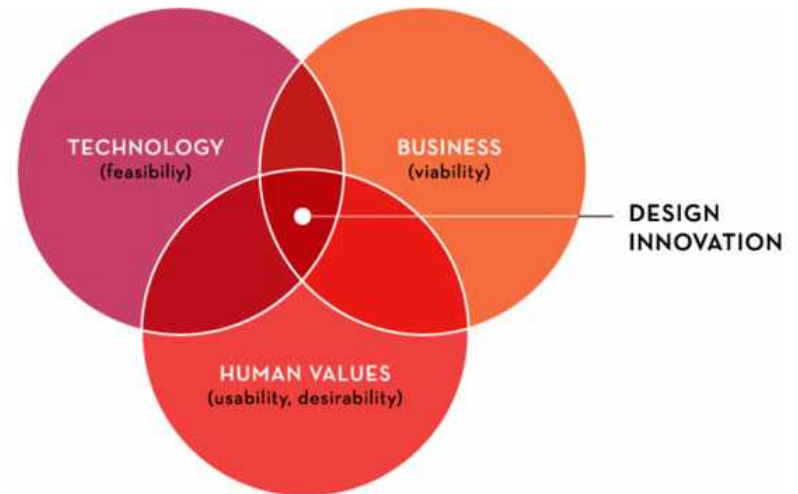 TECHNOLOGY
(feasibiliy)
BUSINESS
(viability)
DESIGN
INNOVATION
HUMAN VALUES
(usability, desirability)